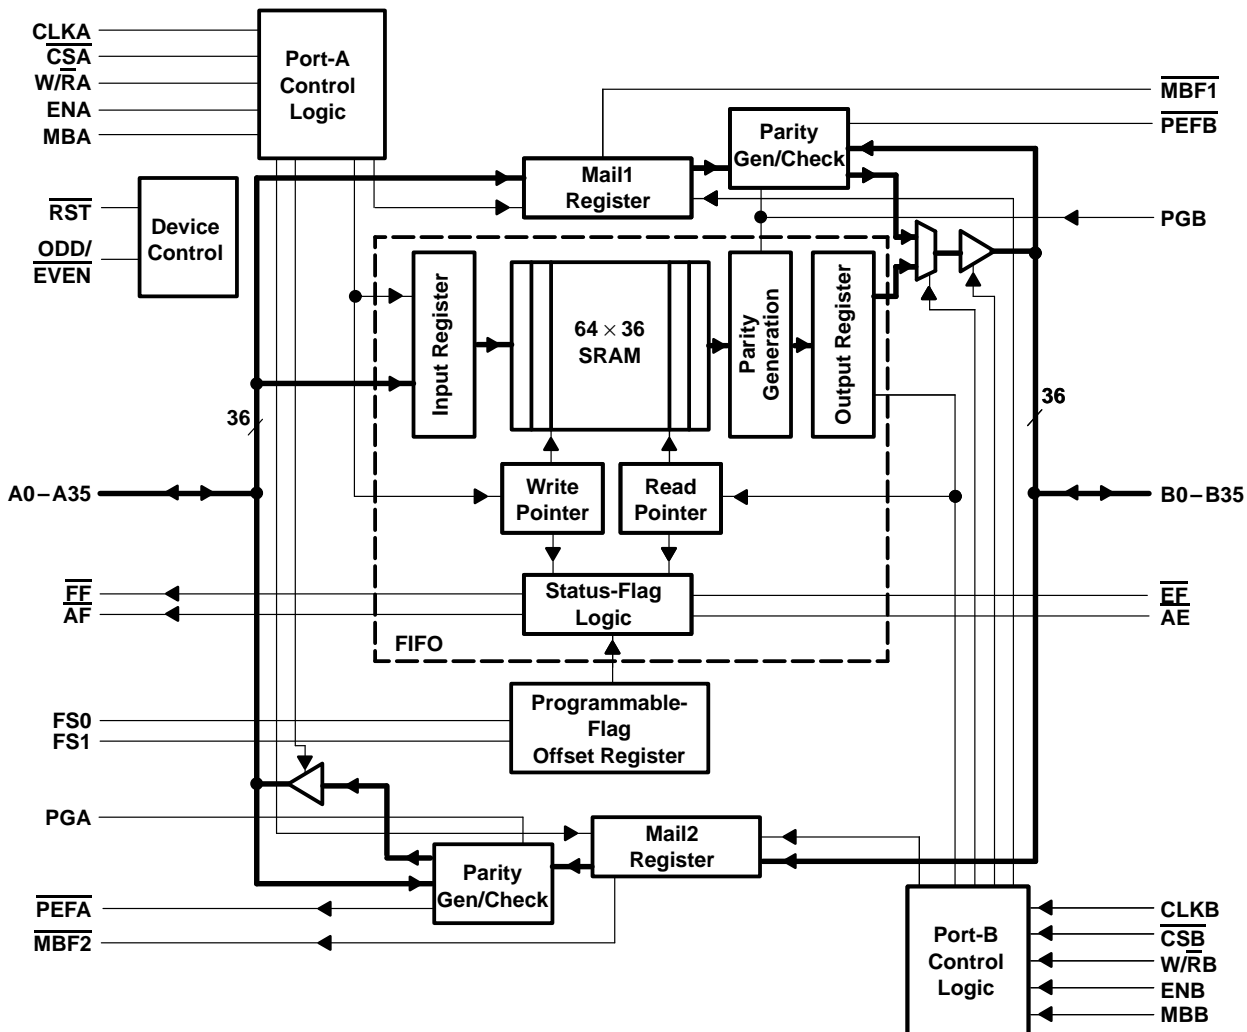 CLKA
CSA
W/RA
ENA
MBA
Port-A
Control
Logic
RST
ODD/
EVEN
Device
Control
MBF1
PEFB
Parity
Gen/Check
Mail1
Register
PGB
Input Register
64 × 36
SRAM
Parity
Generation
Output Register
36
36
A0–A35
Write
Pointer
Read
Pointer
B0–B35
FF
AF
Status-Flag
Logic
EF
AE
FIFO
FS0
FS1
Programmable-
Flag
Offset Register
PGA
Mail2
Register
Parity
Gen/Check
PEFA
MBF2
Port-B
Control
Logic
CLKB
CSB
W/RB
ENB
MBB